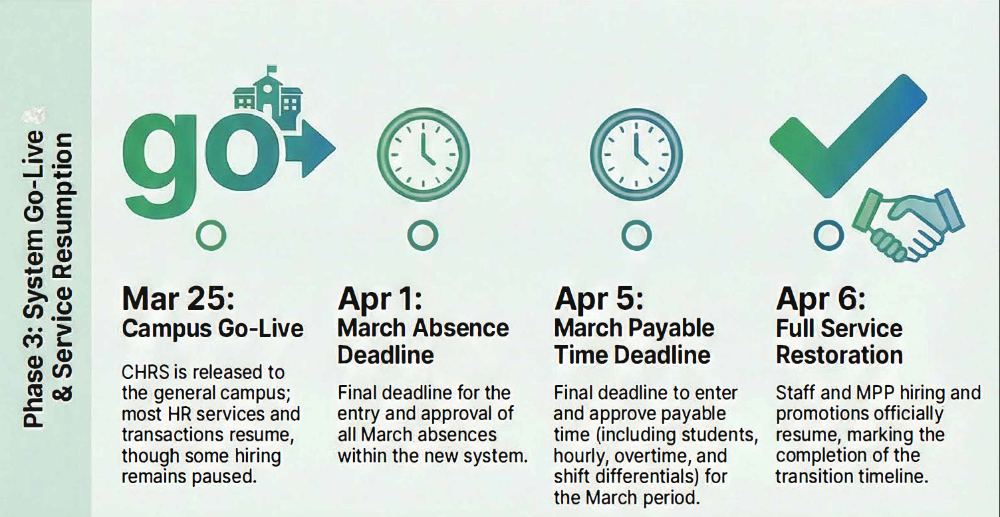 Phase 3: System Go-Live
& Service Resumption
go
Mar 25:
Campus Go-Live
CHRS is released to
the general campus;
most HR services and
transactions resume,
though some hiring
remains paused.
Apr 1:
March Absence
Deadline
Final deadline for the
entry and approval of
all March absences
within the new system.
Apr 5:
March Payable
Time Deadline
Final deadline to enter
and approve payable
time (including students,
hourly, overtime, and
shift differentials) for
the March period.
Apr 6:
Full Service
Restoration
Staff and MPP hiring and
promotions officially
resume, marking the
completion of the
transition timeline.